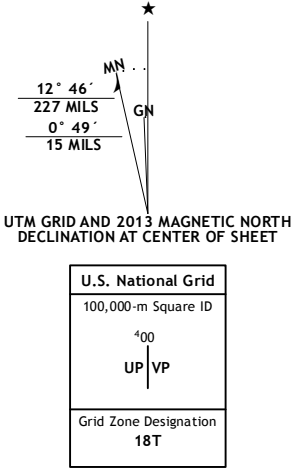 MN
12° 46´
227 MILS
GN
0° 49´
15 MILS
UTM GRID AND 2013 MAGNETIC NORTH
DECLINATION AT CENTER OF SHEET
U.S. National Grid
100,000-m Square ID
⁴00
UP VP
Grid Zone Designation
18T